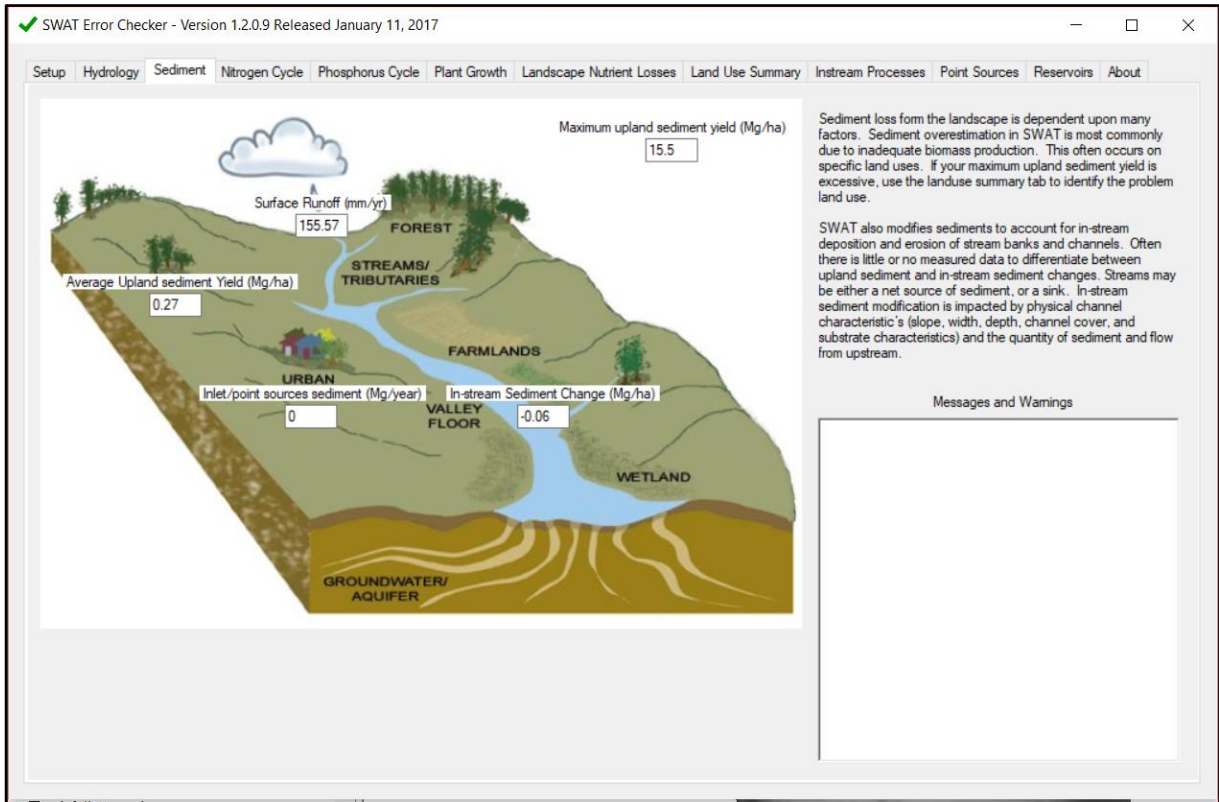 SWAT Error Checker - Version 1.2.0.9 Released January 11, 2017
Setup Hydrology Sediment Nitrogen Cycle Phosphorus Cycle Plant Growth Landscape Nutrient Losses Land Use Summary Instream Processes Point Sources Reservoirs About
Maximum upland sediment yield (Mg/ha)
15.5
Surface Runoff (mm/yr)
155.57
FOREST
STREAMS/
TRIBUTARIES
Average Upland sediment Yield (Mg/ha)
0.27
FARMLANDS
URBAN
Inlet/point sources sediment (Mg/year)
0
In-stream Sediment Change (Mg/ha)
-0.06
VALLEY
FLOOR
WETLAND
GROUNDWATER/
AQUIFER
Sediment loss form the landscape is dependent upon many
factors. Sediment overestimation in SWAT is most commonly
due to inadequate biomass production. This often occurs on
specific land uses. If your maximum upland sediment yield is
excessive, use the landuse summary tab to identify the problem
land use.
SWAT also modifies sediments to account for in-stream
deposition and erosion of stream banks and channels. Often
there is little or no measured data to differentiate between
upland sediment and in-stream sediment changes. Streams may
be either a net source of sediment, or a sink. In-stream
sediment modification is impacted by physical channel
characteristic's (slope, width, depth, channel cover, and
substrate characteristics) and the quantity of sediment and flow
from upstream.
Messages and Warnings